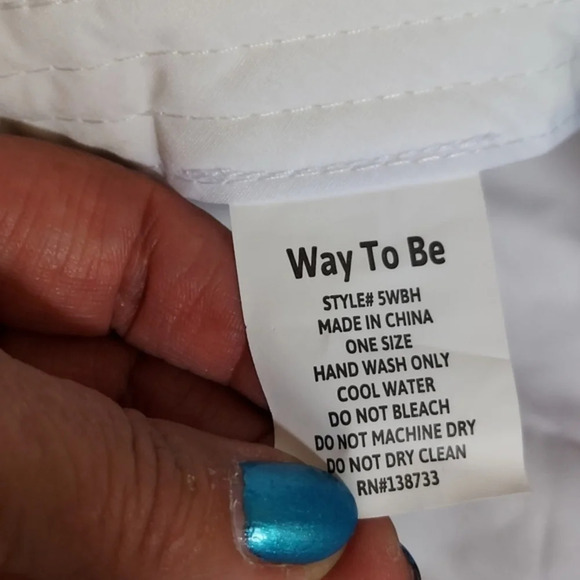 Way To Be
STYLE# 5WBH
MADE IN CHINA
ONE SIZE
HAND WASH ONLY
COOL WATER
DO NOT BLEACH
DO NOT MACHINE DRY
DO NOT DRY CLEAN
RN#138733